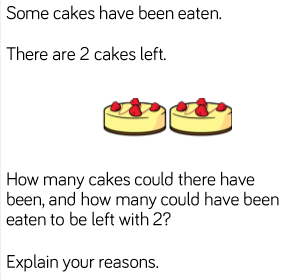 Some cakes have been eaten.
There are 2 cakes left.
How many cakes could there have
been, and how many could have been
eaten to be left with 2?
Explain your reasons.